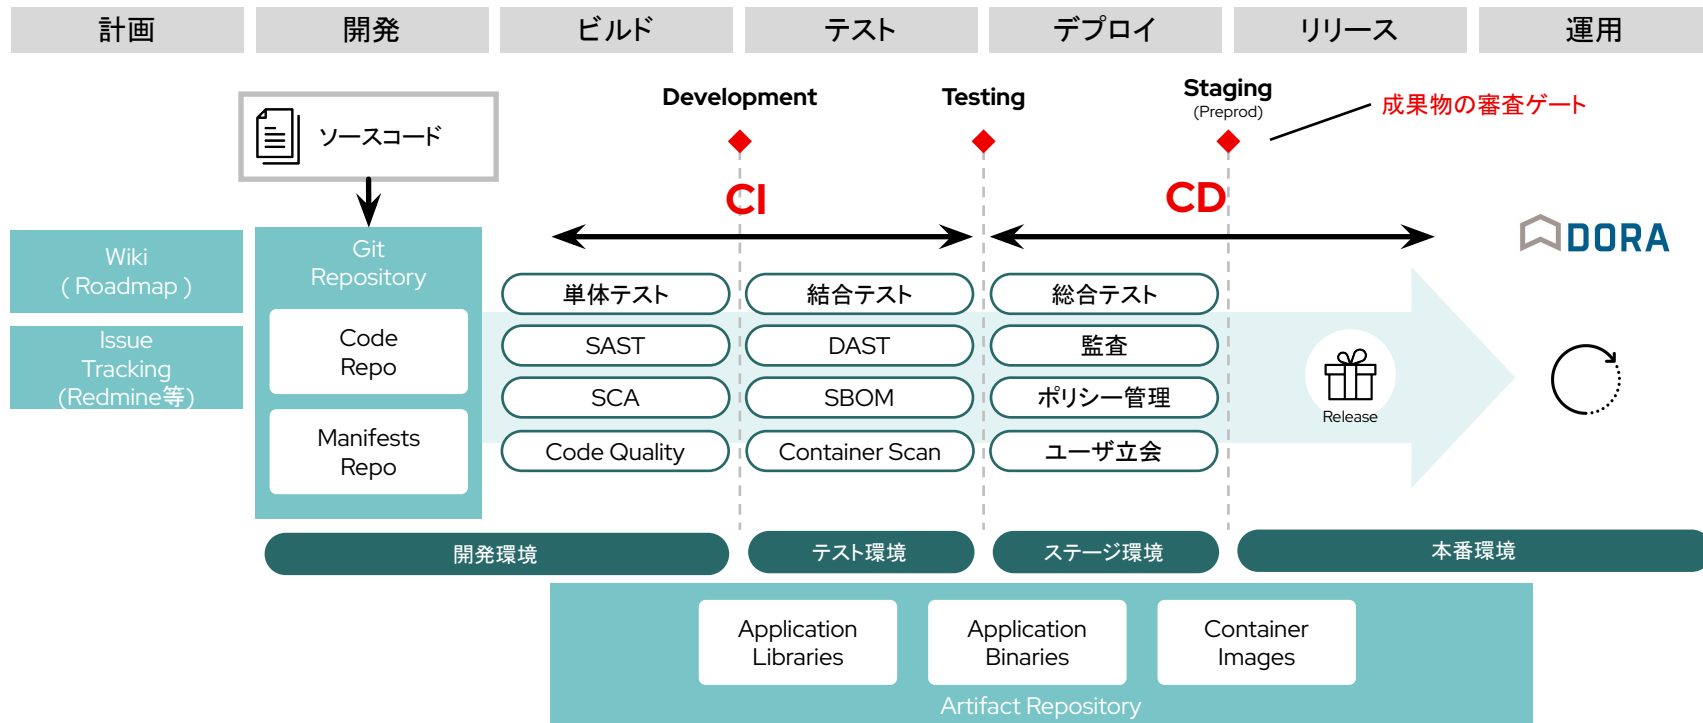 計画
開発
ビルド
テスト
デプロイ
リリース
運用
ソースコード
Development
Testing
Staging
(Preprod)
成果物の審査ゲート
CI
CD
DORA
Wiki
( Roadmap )
Issue
Tracking
(Redmine等)
Git
Repository
Code
Repo
Manifests
Repo
単体テスト
SAST
SCA
Code Quality
結合テスト
DAST
SBOM
Container Scan
総合テスト
監査
ポリシー管理
ユーザ立会
Release
開発環境
テスト環境
ステージ環境
本番環境
Application
Libraries
Application
Binaries
Container
Images
Artifact Repository